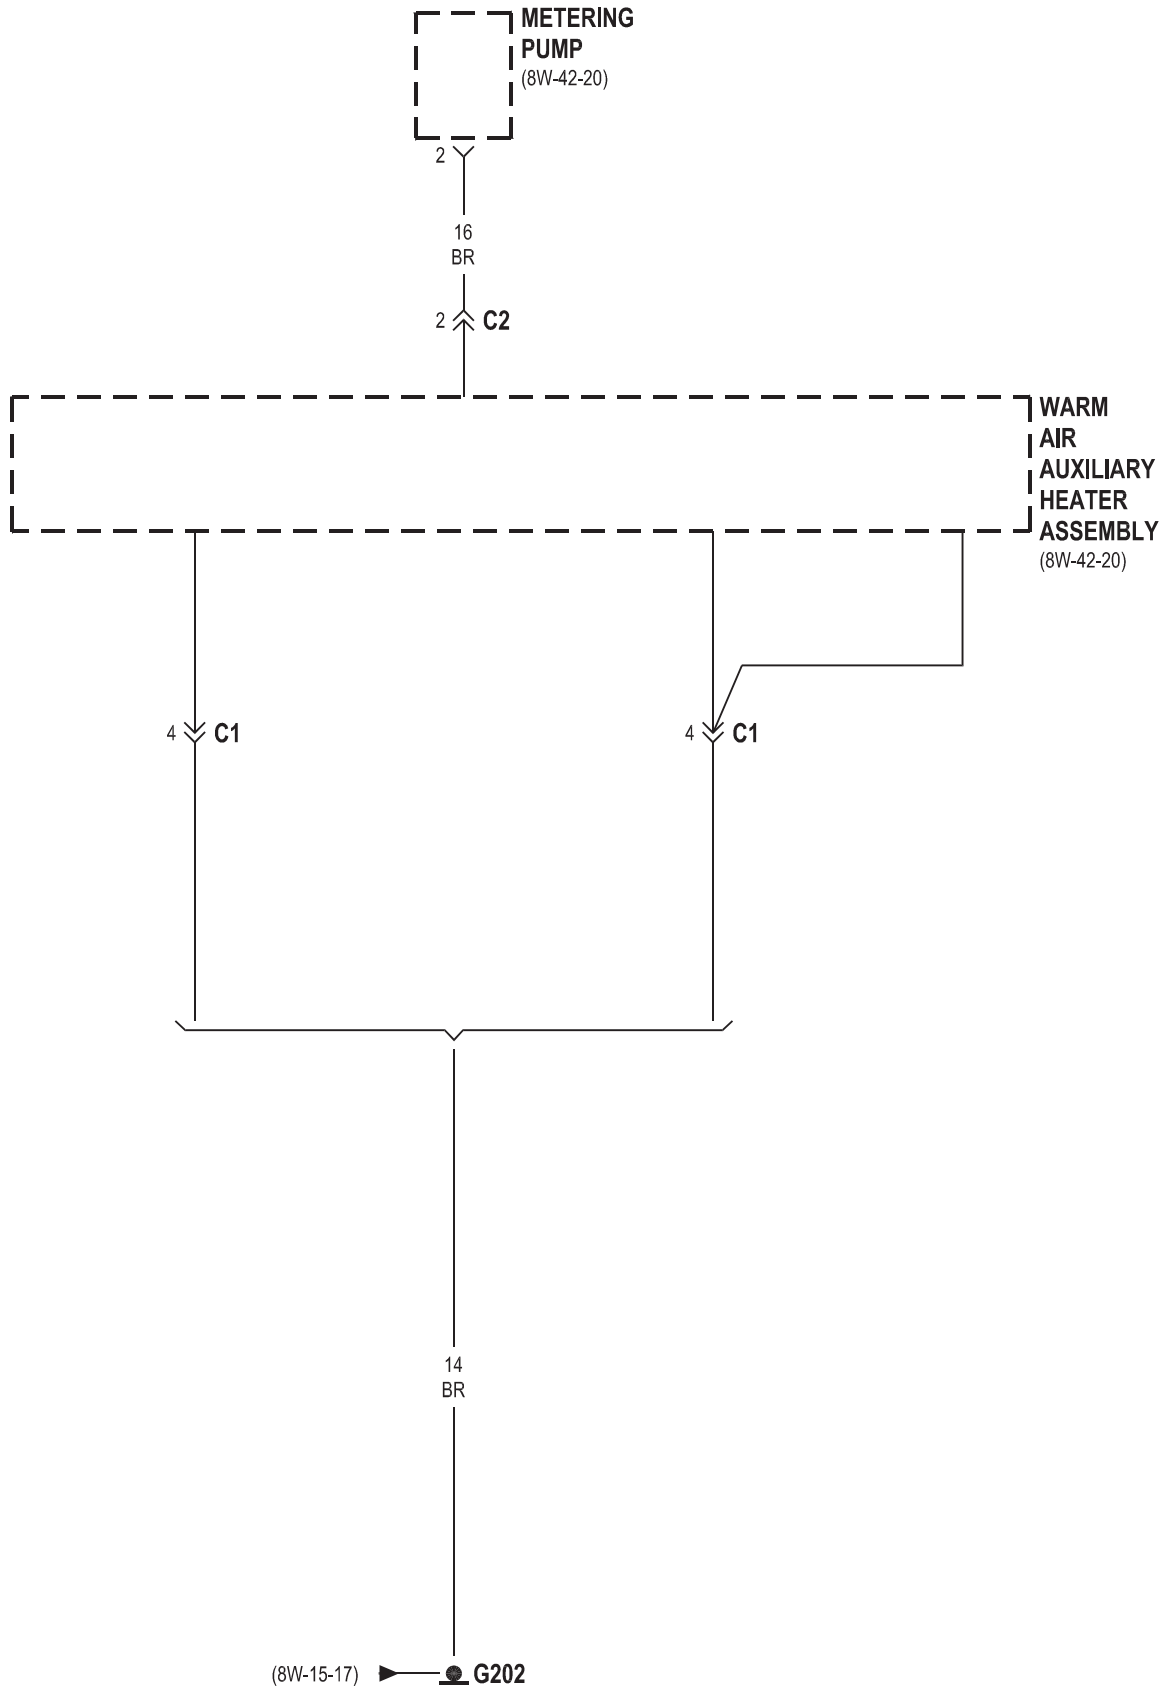 METERING
PUMP
(8W-42-20)
2
16
BR
2 C2
WARM
AIR
AUXILIARY
HEATER
ASSEMBLY
(8W-42-20)
4 C1
4 C1
14
BR
(8W-15-17) G202